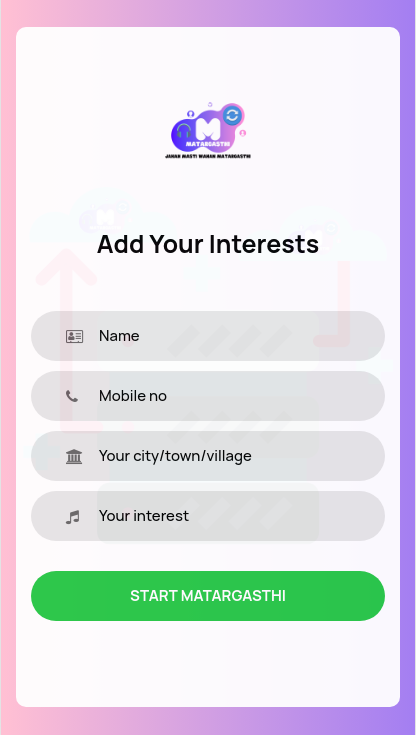 M
MATARGASTHI
JAHAN MASTI WAHAN MATARGASTHI
Add Your Interests
Name
Mobile no
Your city/town/village
Your interest
START MATARGASTHI